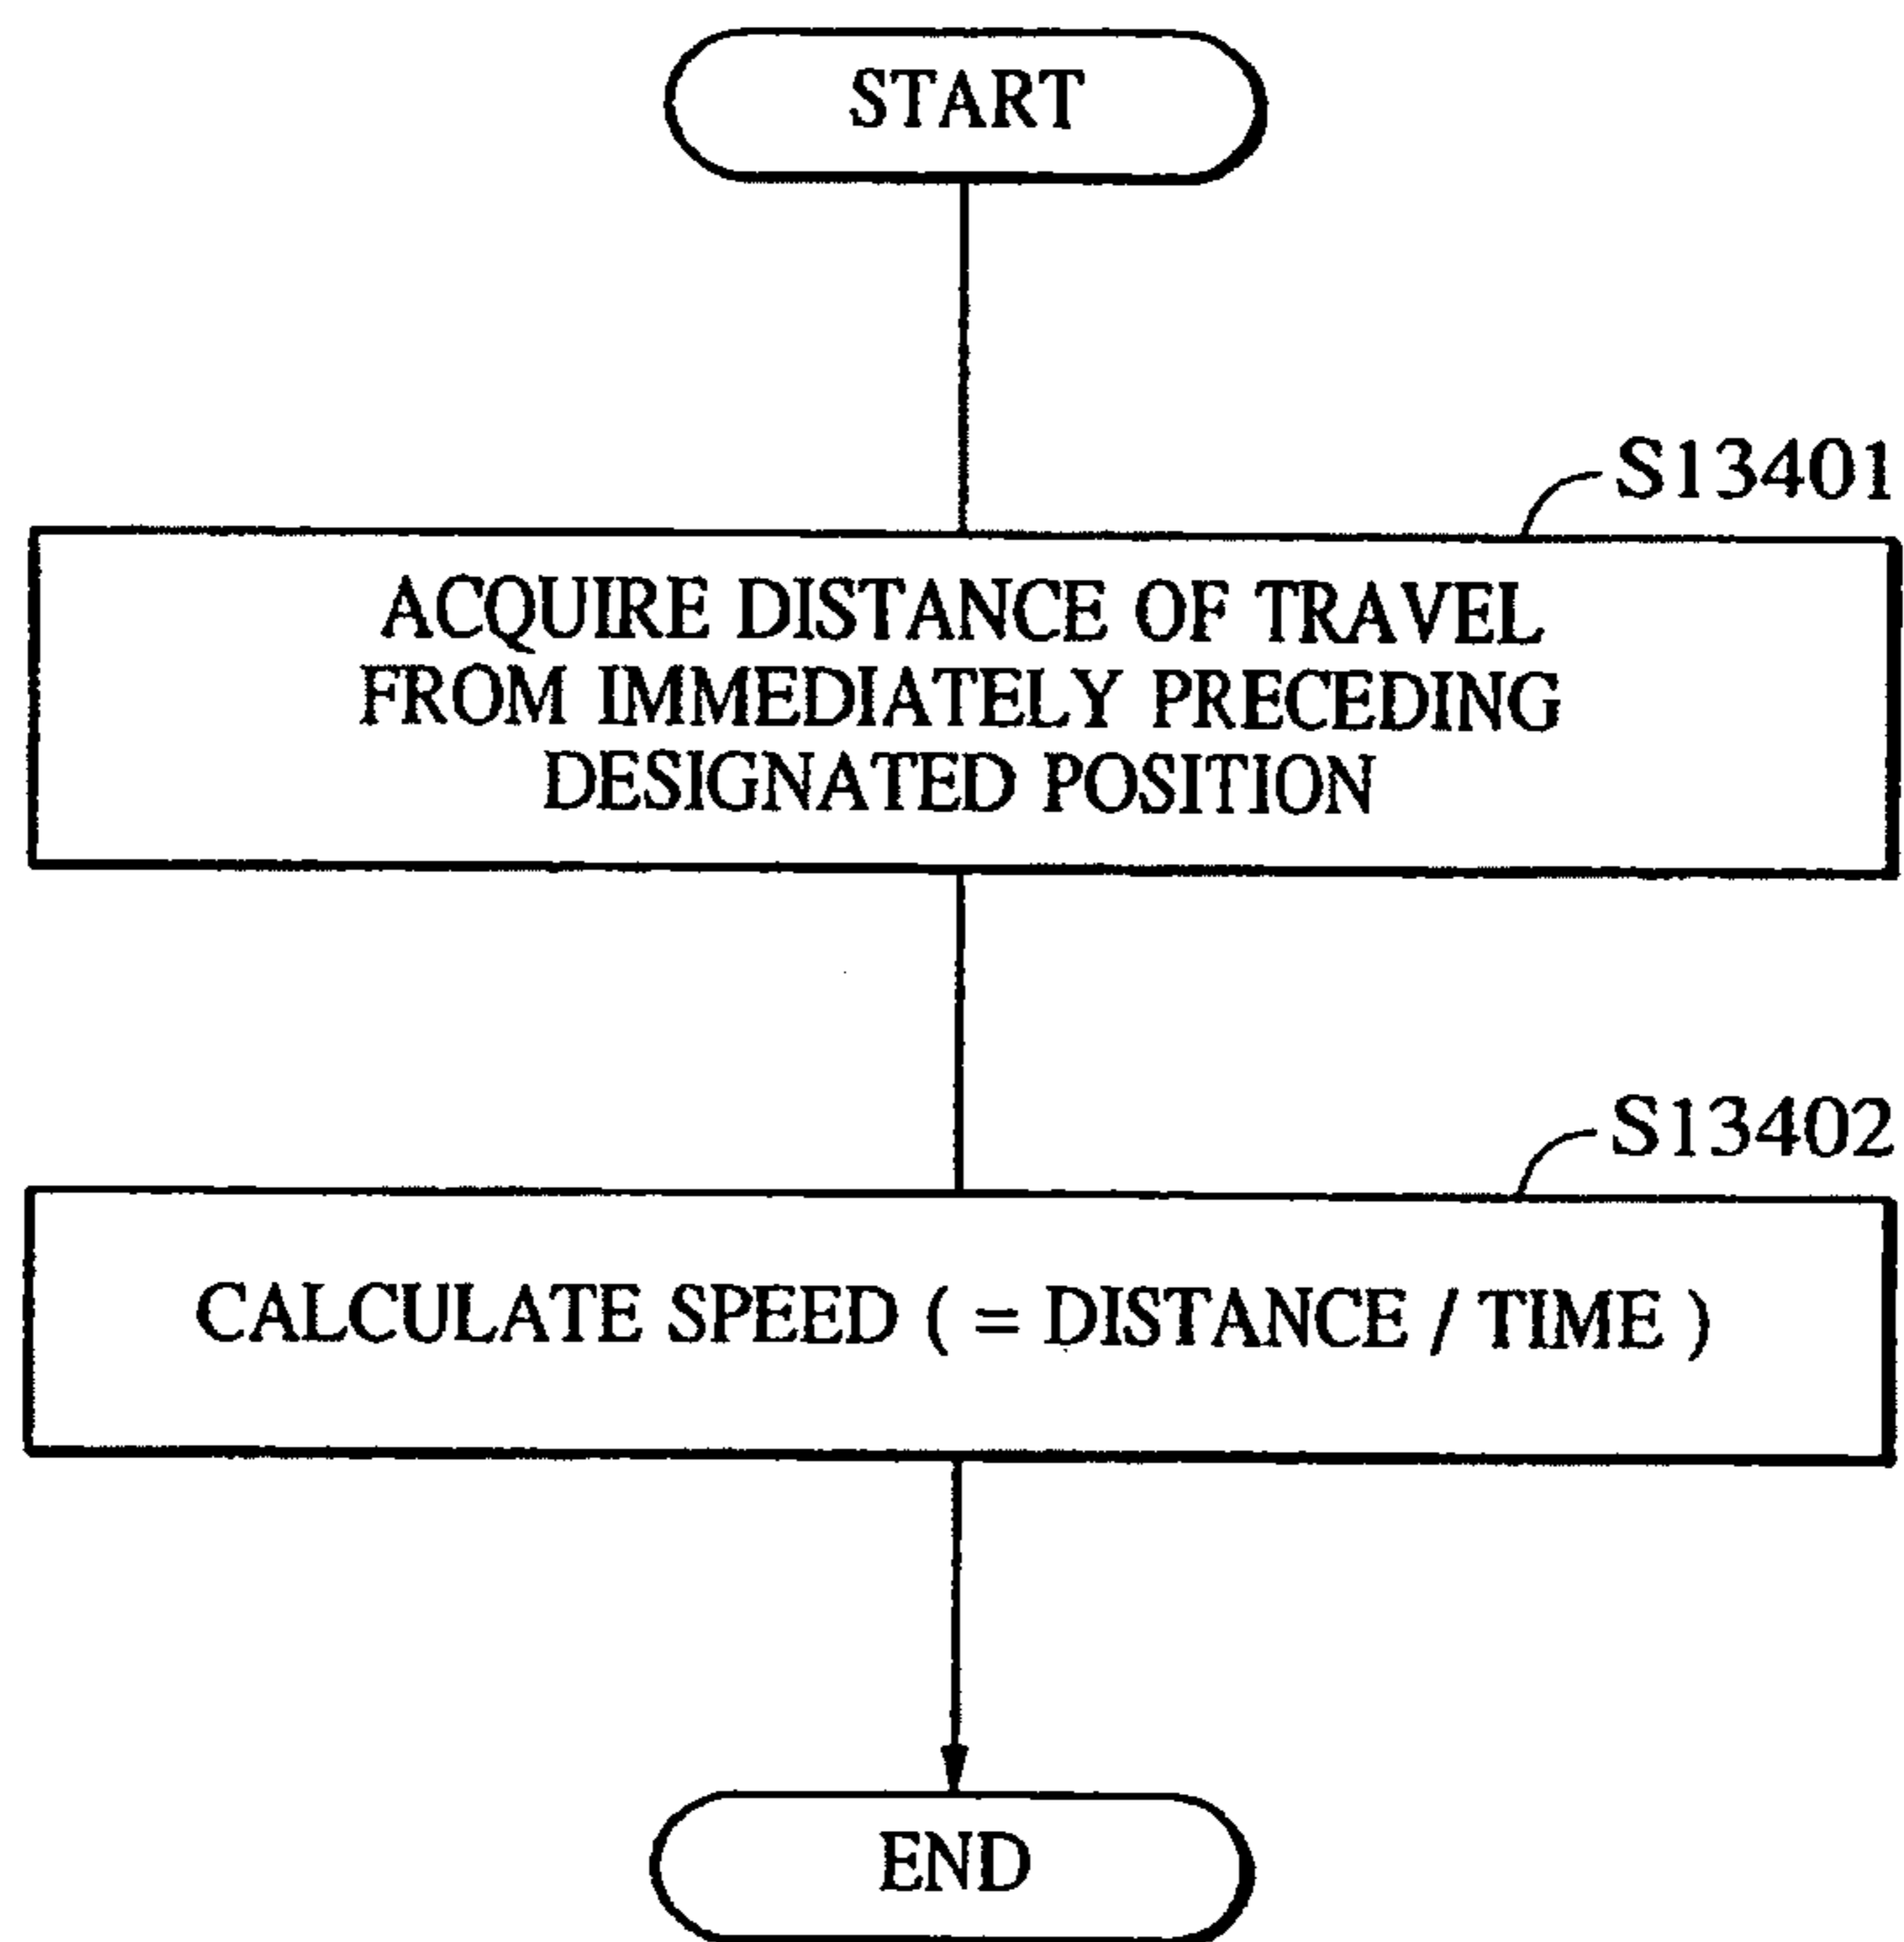 START
S13401
ACQUIRE DISTANCE OF TRAVEL
FROM IMMEDIATELY PRECEDING
DESIGNATED POSITION
S13402
CALCULATE SPEED ( = DISTANCE / TIME )
END